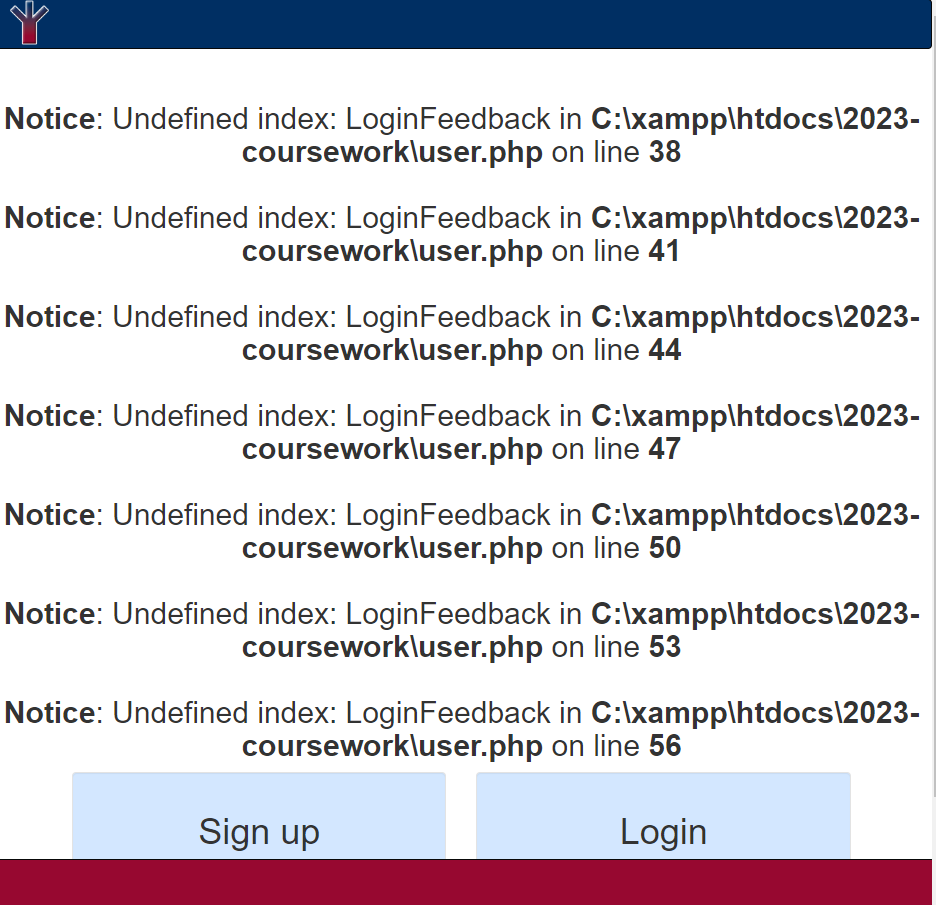 Notice: Undefined index: LoginFeedback in C:\xampp\htdocs\2023-
coursework\user.php on line 38
Notice: Undefined index: LoginFeedback in C:\xampp\htdocs\2023-
coursework\user.php on line 41
Notice: Undefined index: LoginFeedback in C:\xampp\htdocs\2023-
coursework\user.php on line 44
Notice: Undefined index: LoginFeedback in C:\xampp\htdocs\2023-
coursework\user.php on line 47
Notice: Undefined index: LoginFeedback in C:\xampp\htdocs\2023-
coursework\user.php on line 50
Notice: Undefined index: LoginFeedback in C:\xampp\htdocs\2023-
coursework\user.php on line 53
Notice: Undefined index: LoginFeedback in C:\xampp\htdocs\2023-
coursework\user.php on line 56
Sign up
Login